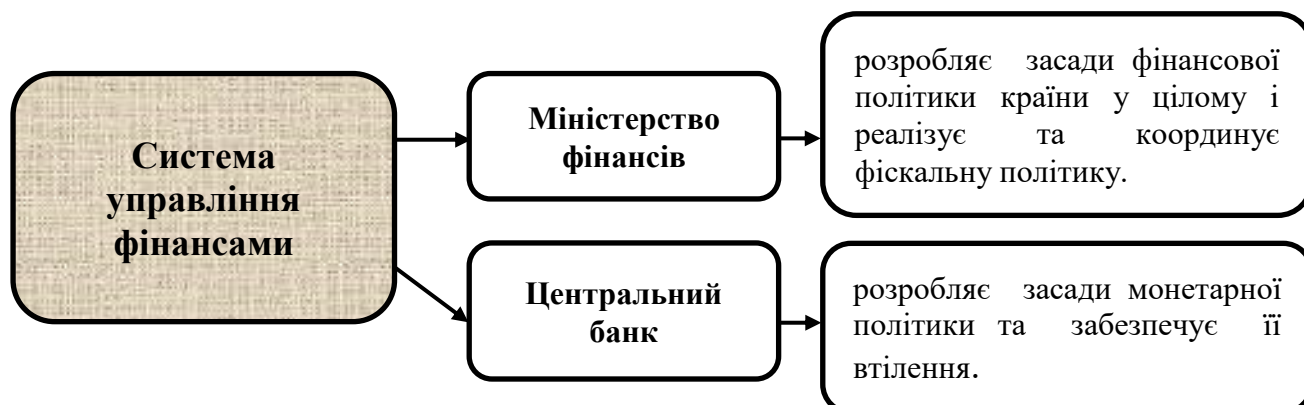 Система
управління
фінансами
Міністерство
фінансів
розробляє засади фінансової
політики країни у цілому і
реалізує та координує
фіскальну політику.
Центральний
банк
розробляє засади монетарної
політики та забезпечує її
втілення.